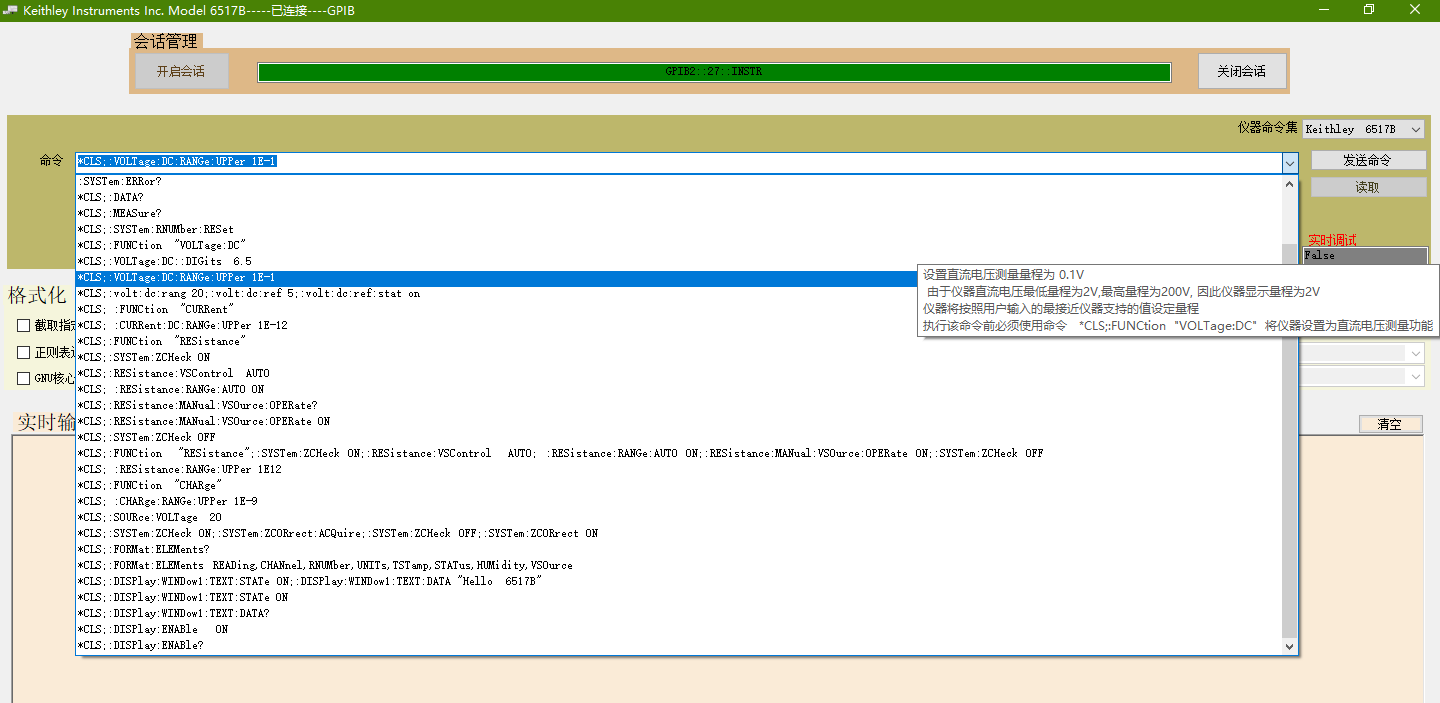 Keithley Instruments Inc. Model 6517B-----已连接----GPIB
会话管理
开启会话
GPIB2::27::INSTR
关闭会话
仪器命令集
Keithley  6517B
命令
*CLS;:VOLTage:DC:RANGe:UPPer 1E-1
发送命令
读取
实时调试
False
:SYSTem:ERRor?
*CLS;:DATA?
*CLS;:MEASure?
*CLS;:SYSTem:RNUMber:RESet
*CLS;:FUNCtion  "VOLTage:DC"
*CLS;:VOLTage:DC::DIGits  6.5
*CLS;:VOLTage:DC:RANGe:UPPer 1E-1
*CLS;:volt:dc:rang 20;:volt:dc:ref 5;:volt:dc:ref:stat on
*CLS; :FUNCtion  "CURRent"
*CLS; :CURRent:DC:RANGe:UPPer 1E-12
*CLS;:FUNCtion  "RESistance"
*CLS;:SYSTem:ZCHeck ON
*CLS;:RESistance:VSControl  AUTO
*CLS; :RESistance:RANGe:AUTO ON
*CLS;:RESistance:MANual:VSOurce:OPERate?
*CLS;:RESistance:MANual:VSOurce:OPERate ON
*CLS;:SYSTem:ZCHeck OFF
*CLS;:FUNCtion  "RESistance";:SYSTem:ZCHeck ON;:RESistance:VSControl  AUTO; :RESistance:RANGe:AUTO ON;:RESistance:MANual:VSOurce:OPERate ON;:SYSTem:ZCHeck OFF
*CLS; :RESistance:RANGe:UPPer 1E12
*CLS;:FUNCtion  "CHARge"
*CLS; :CHARge:RANGe:UPPer 1E-9
*CLS;:SOURce:VOLTage  20
*CLS;:SYSTem:ZCHeck ON;:SYSTem:ZCORrect:ACQuire;:SYSTem:ZCHeck OFF;:SYSTem:ZCORrect ON
*CLS;:FORMat:ELEMents?
*CLS;:FORMat:ELEMents  READing,CHANnel,RNUMber,UNITs,TSTamp,STATus,HUMidity,VSOurce
*CLS;:DISPlay:WINDow1:TEXT:STATe ON;:DISPlay:WINDow1:TEXT:DATA "Hello  6517B"
*CLS;:DISPlay:WINDow1:TEXT:STATe ON
*CLS;:DISPlay:WINDow1:TEXT:DATA?
*CLS;:DISPlay:ENABle   ON
*CLS;:DISPlay:ENABle?
设置直流电压测量量程为 0.1V
由于仪器直流电压最低量程为2V,最高量程为200V, 因此仪器显示量程为2V
仪器将按照用户输入的最接近仪器支持的值设定量程
执行该命令前必须使用命令   *CLS;:FUNCtion  "VOLTage:DC"  将仪器设置为直流电压测量功能
格式化
截取指
正则表
GNU核心
实时输
清空